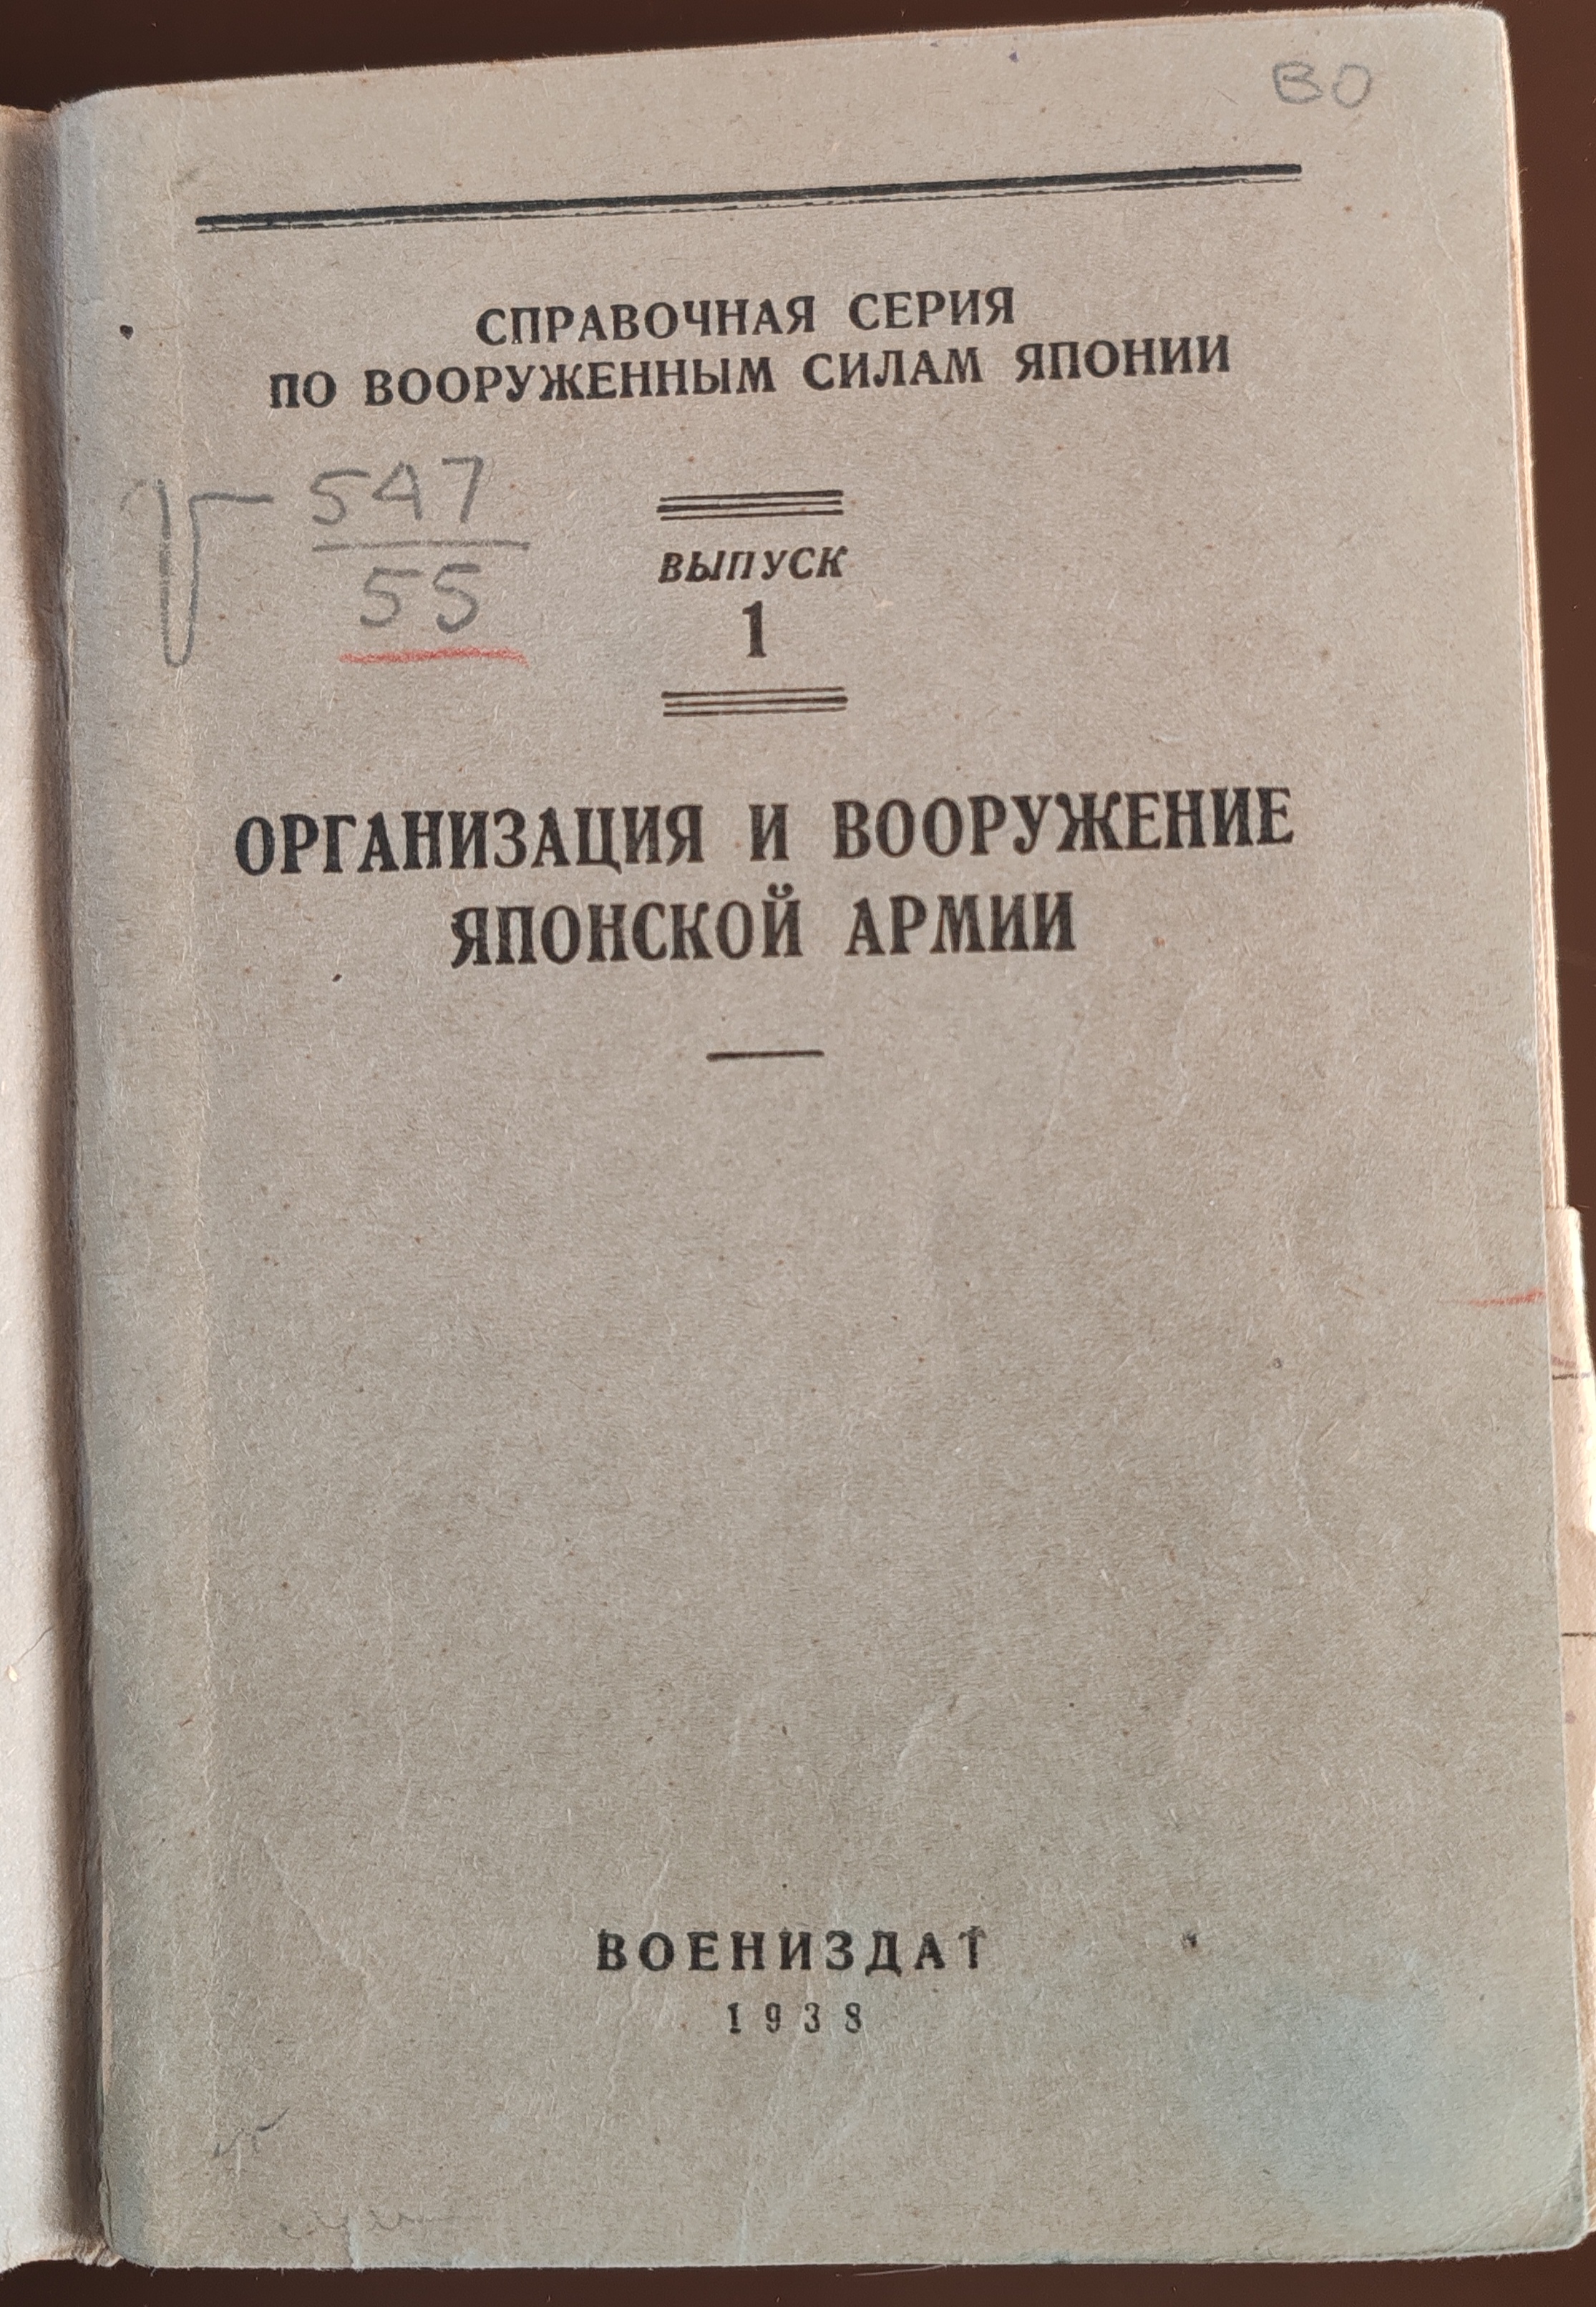 ВО
СПРАВОЧНАЯ СЕРИЯ
ПО ВООРУЖЕННЫМ СИЛАМ ЯПОНИИ
547
55
ВЫПУСК
1
ОРГАНИЗАЦИЯ И ВООРУЖЕНИЕ
ЯПОНСКОЙ АРМИИ
ВОЕНИЗДАТ
1938